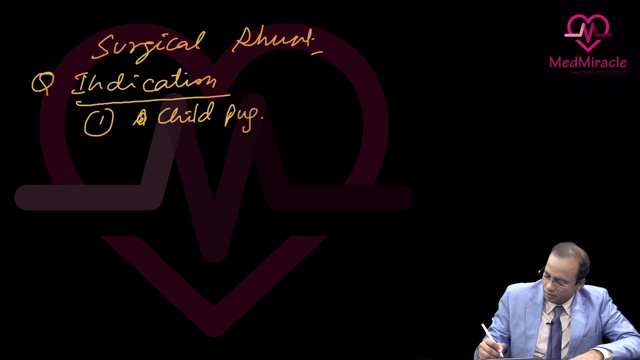 Surgical Shunt
Q Indication
① Child Pug.
MedMiracle